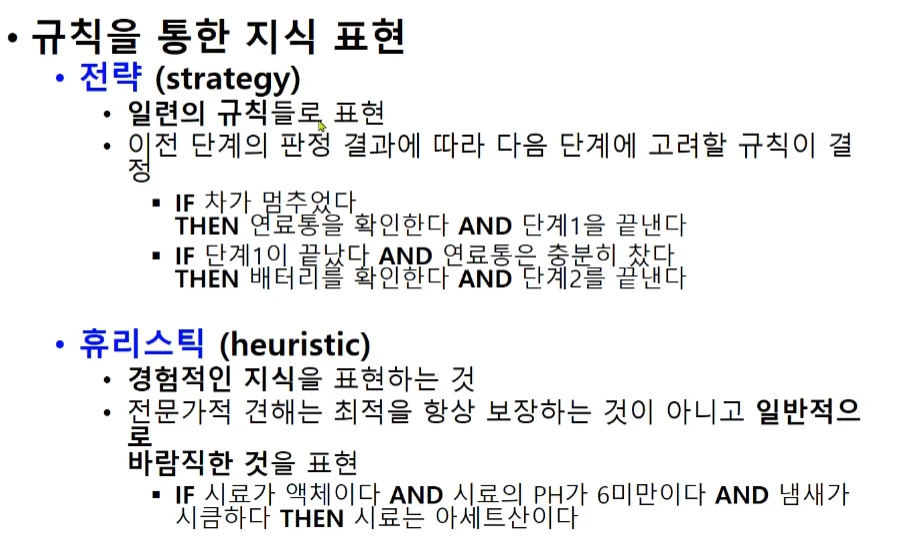 • 규칙을 통한 지식 표현
• 전략 (strategy)
• 일련의 규칙들로 표현
• 이전 단계의 판정 결과에 따라 다음 단계에 고려할 규칙이 결
정
▪ IF 차가 멈추었다
THEN 연료통을 확인한다 AND 단계1을 끝낸다
▪ IF 단계1이 끝났다 AND 연료통은 충분히 찼다
THEN 배터리를 확인한다 AND 단계2를 끝낸다
• 휴리스틱 (heuristic)
• 경험적인 지식을 표현하는 것
• 전문가적 견해는 최적을 항상 보장하는 것이 아니고 일반적으
로
바람직한 것을 표현
▪ IF 시료가 액체이다 AND 시료의 PH가 6미만이다 AND 냄새가
시큼하다 THEN 시료는 아세트산이다